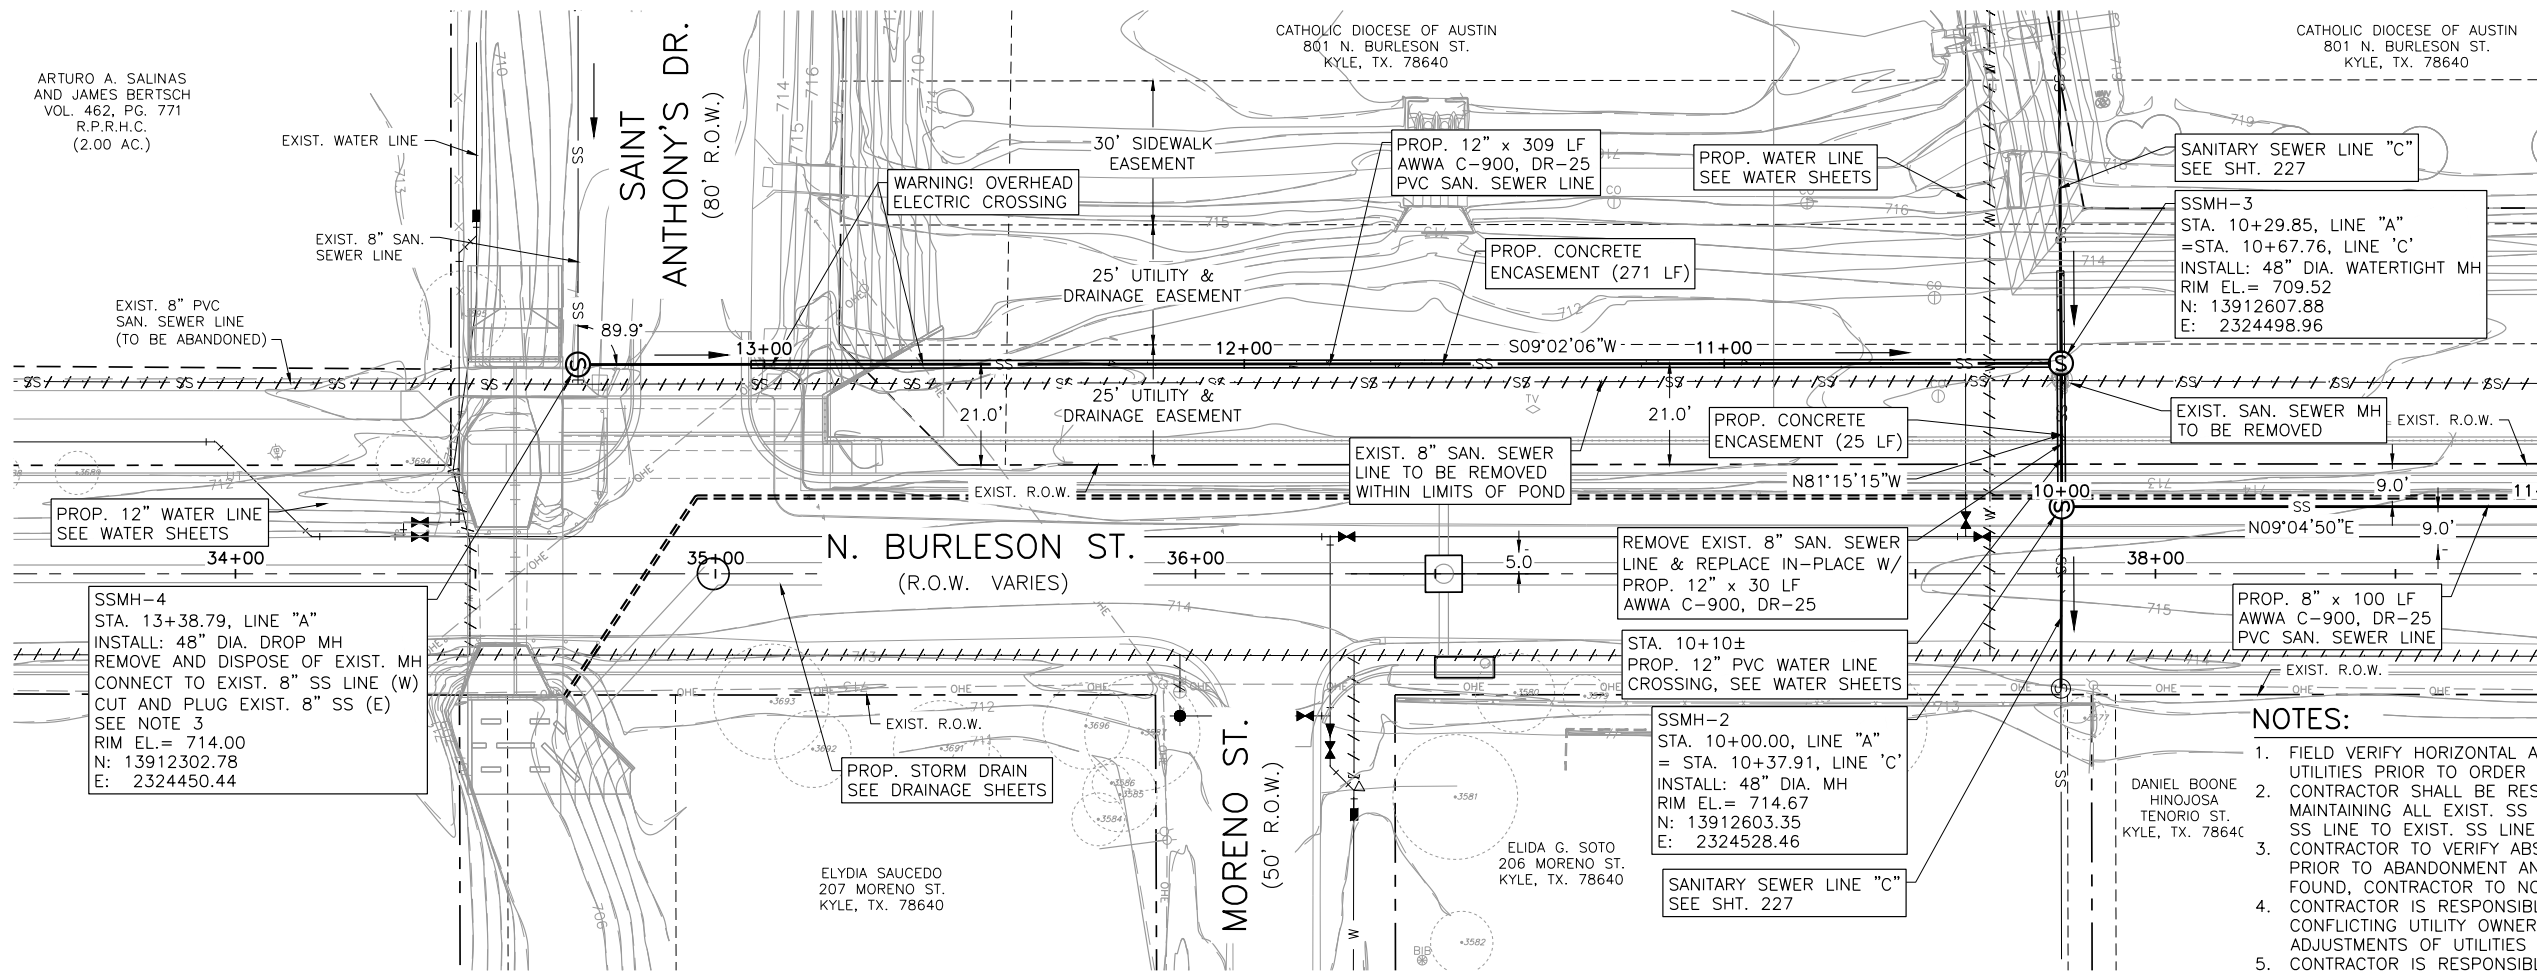 ARTURO A. SALINAS
AND JAMES BERTSCH
VOL. 462, PG. 771
R.P.R.H.C.
(2.00 AC.)
EXIST. WATER LINE
EXIST. 8" SAN.
SEWER LINE
EXIST. 8" PVC
SAN. SEWER LINE
(TO BE ABANDONED)
SAINT
ANTHONY'S DR.
(80' R.O.W.)
CATHOLIC DIOCESE OF AUSTIN
801 N. BURLESON ST.
KYLE, TX. 78640
CATHOLIC DIOCESE OF AUSTIN
801 N. BURLESON ST.
KYLE, TX. 78640
30' SIDEWALK
EASEMENT
WARNING! OVERHEAD
ELECTRIC CROSSING
PROP. 12" x 309 LF
AWWA C-900, DR-25
PVC SAN. SEWER LINE
PROP. WATER LINE
SEE WATER SHEETS
SANITARY SEWER LINE "C"
SEE SHT. 227
SSMH-3
STA. 10+29.85, LINE "A"
=STA. 10+67.76, LINE 'C'
INSTALL: 48" DIA. WATERTIGHT MH
RIM EL.= 709.52
N: 13912607.88
E: 2324498.96
PROP. CONCRETE
ENCASEMENT (271 LF)
25' UTILITY &
DRAINAGE EASEMENT
89.9°
13+00
12+00
S09°02'06"W
11+00
25' UTILITY &
DRAINAGE EASEMENT
21.0'
21.0'
PROP. CONCRETE
ENCASEMENT (25 LF)
EXIST. SAN. SEWER MH
TO BE REMOVED
EXIST. R.O.W.
EXIST. 8" SAN. SEWER
LINE TO BE REMOVED
WITHIN LIMITS OF POND
N81°15'15"W
EXIST. R.O.W.
10+00
9.0'
11+
PROP. 12" WATER LINE
SEE WATER SHEETS
N09°04'50"E
9.0'
34+00
35+00
N. BURLESON ST.
(R.O.W. VARIES)
36+00
5.0'
38+00
REMOVE EXIST. 8" SAN. SEWER
LINE & REPLACE IN-PLACE W/
PROP. 12" x 30 LF
AWWA C-900, DR-25
SSMH-4
STA. 13+38.79, LINE "A"
INSTALL: 48" DIA. DROP MH
REMOVE AND DISPOSE OF EXIST. MH
CONNECT TO EXIST. 8" SS LINE (W)
CUT AND PLUG EXIST. 8" SS (E)
SEE NOTE 3
RIM EL.= 714.00
N: 13912302.78
E: 2324450.44
PROP. 8" x 100 LF
AWWA C-900, DR-25
PVC SAN. SEWER LINE
STA. 10+10±
PROP. 12" PVC WATER LINE
CROSSING, SEE WATER SHEETS
EXIST. R.O.W.
EXIST. R.O.W.
PROP. STORM DRAIN
SEE DRAINAGE SHEETS
MORENO ST.
(50' R.O.W.)
SSMH-2
STA. 10+00.00, LINE "A"
= STA. 10+37.91, LINE 'C'
INSTALL: 48" DIA. MH
RIM EL.= 714.67
N: 13912603.35
E: 2324528.46
SANITARY SEWER LINE "C"
SEE SHT. 227
ELYDIA SAUCEDO
207 MORENO ST.
KYLE, TX. 78640
ELIDA G. SOTO
206 MORENO ST.
KYLE, TX. 78640
DANIEL BOONE
HINOJOSA
TENORIO ST.
KYLE, TX. 7864
NOTES:
1. FIELD VERIFY HORIZONTAL A
UTILITIES PRIOR TO ORDER
2. CONTRACTOR SHALL BE RES
MAINTAINING ALL EXIST. SS
SS LINE TO EXIST. SS LINE
3. CONTRACTOR TO VERIFY ABS
PRIOR TO ABANDONMENT AN
FOUND, CONTRACTOR TO NO
4. CONTRACTOR IS RESPONSIBL
CONFLICTING UTILITY OWNER
ADJUSTMENTS OF UTILITIES
5. CONTRACTOR IS RESPONSIBL